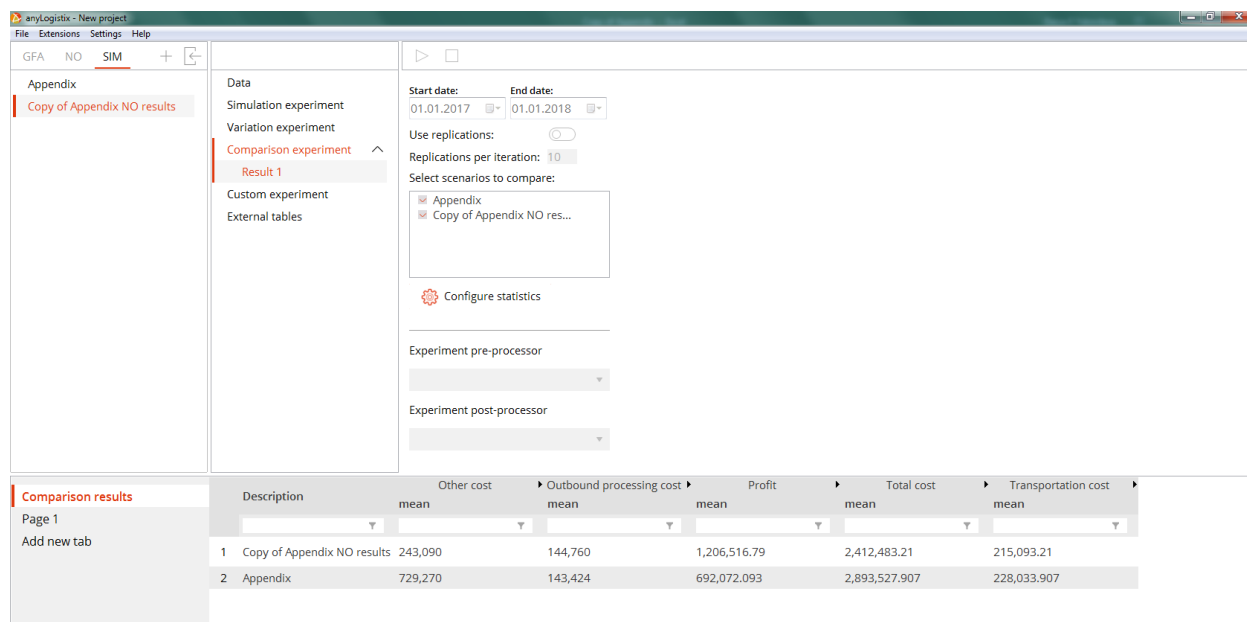 anyLogistix - New project
File Extensions Settings Help
GFA NO SIM
Appendix
Copy of Appendix NO results
Data
Simulation experiment
Variation experiment
Comparison experiment
Result 1
Custom experiment
External tables
Start date: End date:
01.01.2017 01.01.2018
Use replications:
Replications per iteration: 10
Select scenarios to compare:
Appendix
Copy of Appendix NO res...
Configure statistics
Experiment pre-processor
Experiment post-processor
Comparison results
Page 1
Add new tab
Description Other cost Outbound processing cost Profit Total cost Transportation cost
mean mean mean mean mean
1 Copy of Appendix NO results 243,090 144,760 1,206,516.79 2,412,483.21 215,093.21
2 Appendix 729,270 143,424 692,072.093 2,893,527.907 228,033.907